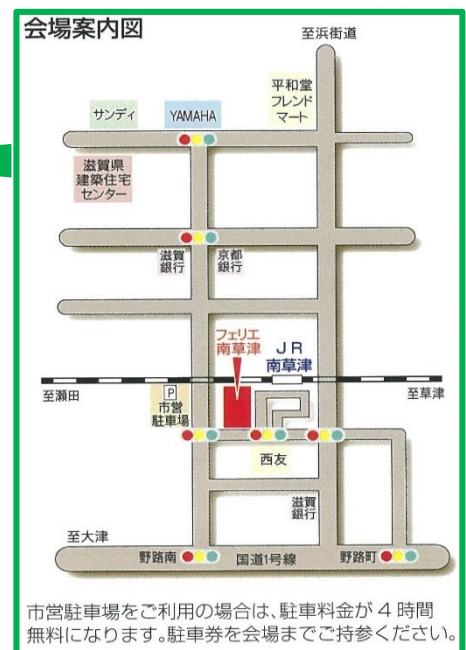 会場案内図
至浜街道
平和堂
フレンド
マート
サンディ
YAMAHA
滋賀県
建築住宅
センター
滋賀
銀行
京都
銀行
フェリエ
南草津
JR
南草津
至瀬田
至草津
P
市営
駐車場
西友
滋賀
銀行
至大津
野路南
国道1号線
野路町
市営駐車場をご利用の場合は、駐車料金が4時間
無料になります。駐車券を会場までご持参ください。